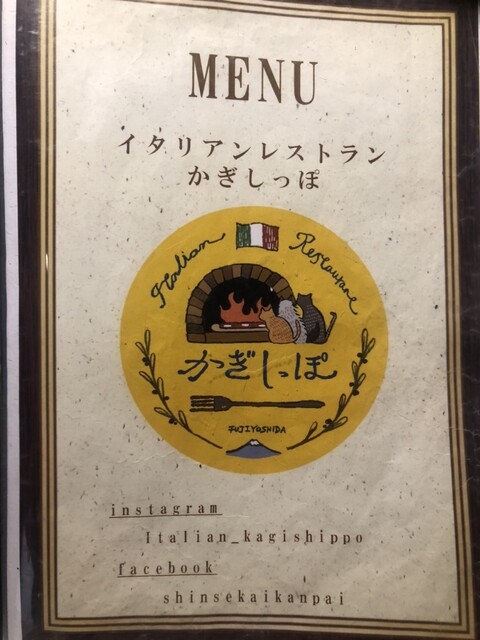 MENU
イタリアンレストラン
かぎしっぽ
Italian Restaurane
かぎしっぽ
FUJIYOSHIDA
instagram
Italian_kagishippo
facebook
shinsekaikanpai